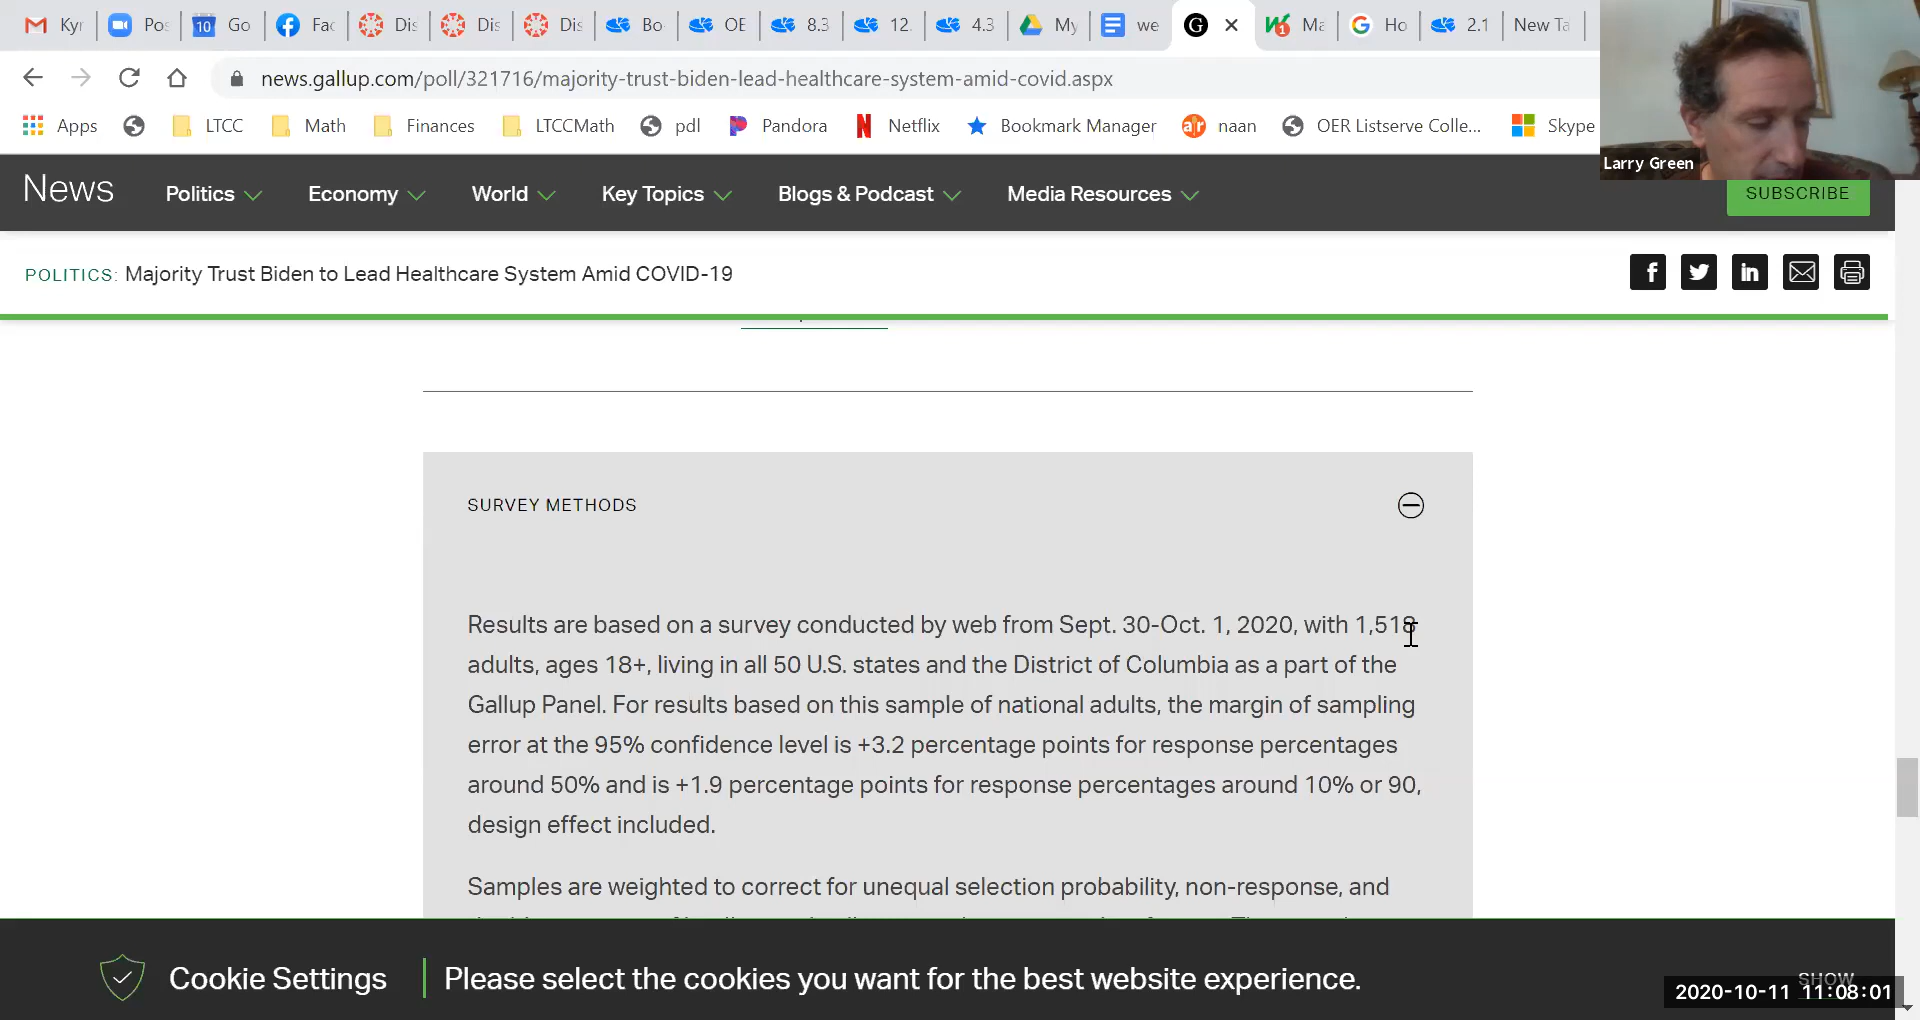 Kyr
Pos
10
Go
Fac
Dis
Dis
Dis
Bo
OE
8.3
12.
4.3
My
we
G
Ma
1
Ho
2.1
New Ta
news.gallup.com/poll/321716/majority-trust-biden-lead-healthcare-system-amid-covid.aspx
Apps
LTCC
Math
Finances
LTCCMath
pdl
Pandora
Netflix
Bookmark Manager
naan
OER Listserve Colle...
Skype
Larry Green
News
Politics
Economy
World
Key Topics
Blogs & Podcast
Media Resources
SUBSCRIBE
POLITICS: Majority Trust Biden to Lead Healthcare System Amid COVID-19
SURVEY METHODS
Results are based on a survey conducted by web from Sept. 30-Oct. 1, 2020, with 1,518
adults, ages 18+, living in all 50 U.S. states and the District of Columbia as a part of the
Gallup Panel. For results based on this sample of national adults, the margin of sampling
error at the 95% confidence level is +3.2 percentage points for response percentages
around 50% and is +1.9 percentage points for response percentages around 10% or 90,
design effect included.
Samples are weighted to correct for unequal selection probability, non-response, and
Cookie Settings
Please select the cookies you want for the best website experience.
SHOW
2020-10-11 11:08:01